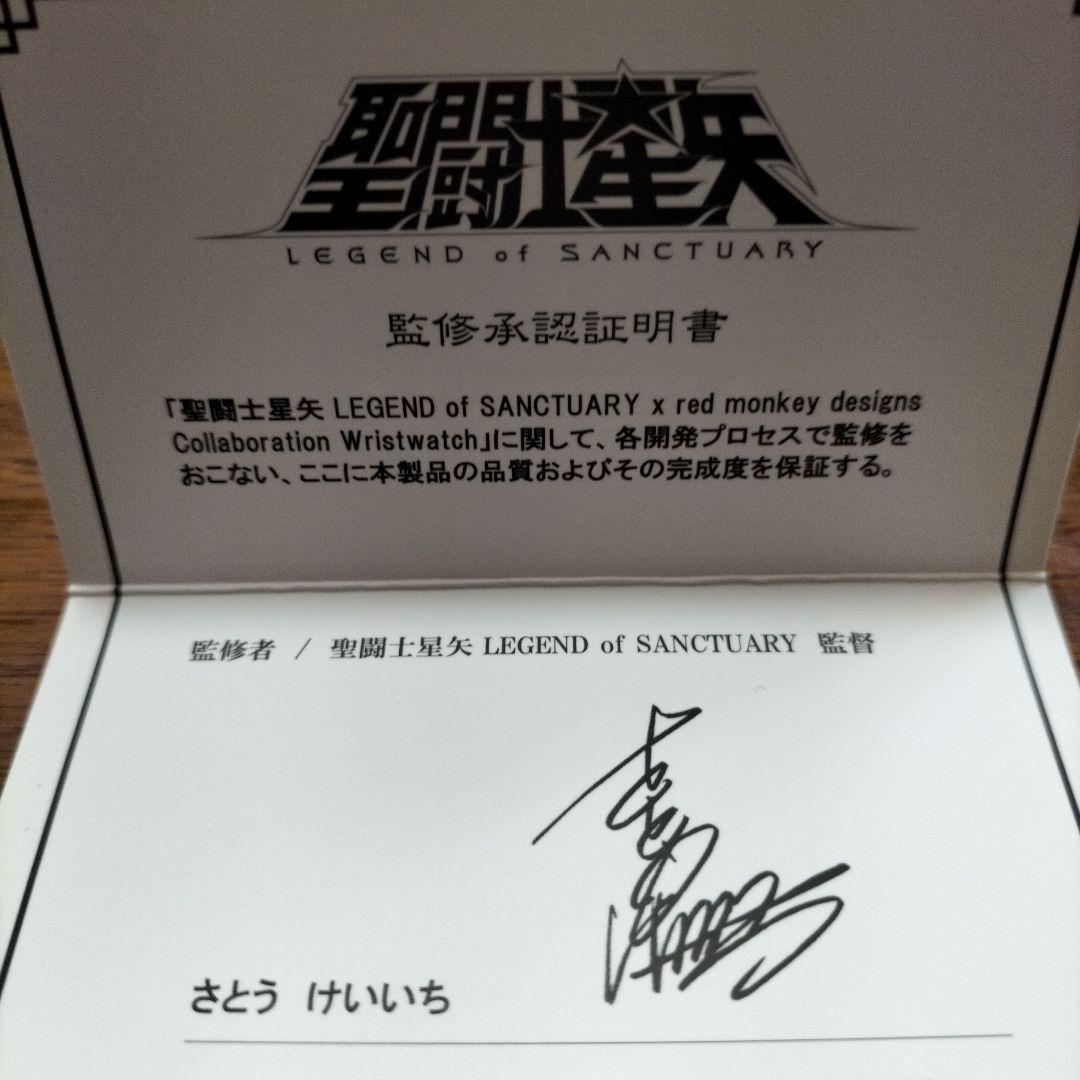 聖闘士星矢
LEGEND of SANCTUARY
監修承認証明書
「聖闘士星矢 LEGEND of SANCTUARY x red monkey designs
Collaboration Wristwatch」に関して、各開発プロセスで監修を
おこない、ここに本製品の品質およびその完成度を保証する。
監修者 / 聖闘士星矢 LEGEND of SANCTUARY 監督
さとう けいいち